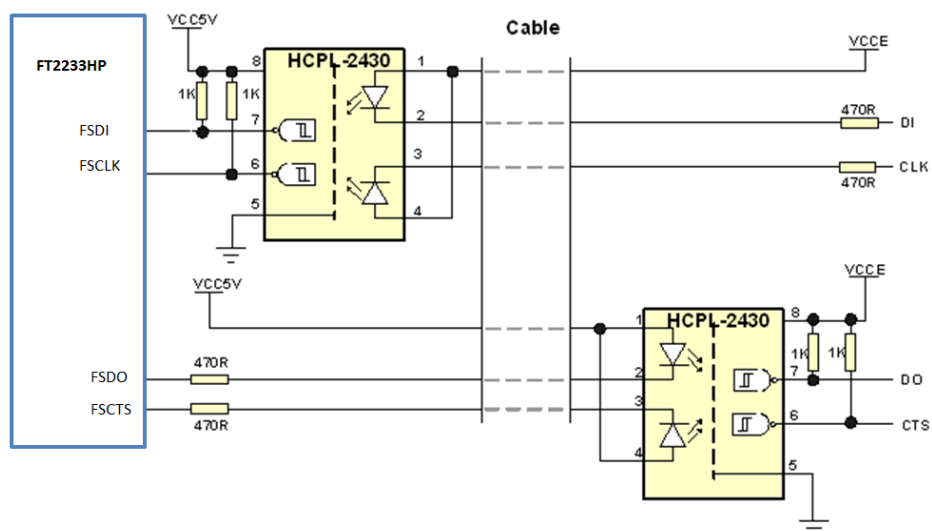 VCC5V
Cable
VCCE
FT2233HP
8
HCPL-2430
1
1K
1K
470R
FSDI
7
2
DI
FSCLK
6
3
CLK
470R
5
4
VCC5V
VCCE
1
HCPL-2430
8
470R
1K
1K
FSDO
2
7
DO
FSCTS
3
6
CTS
470R
4
5